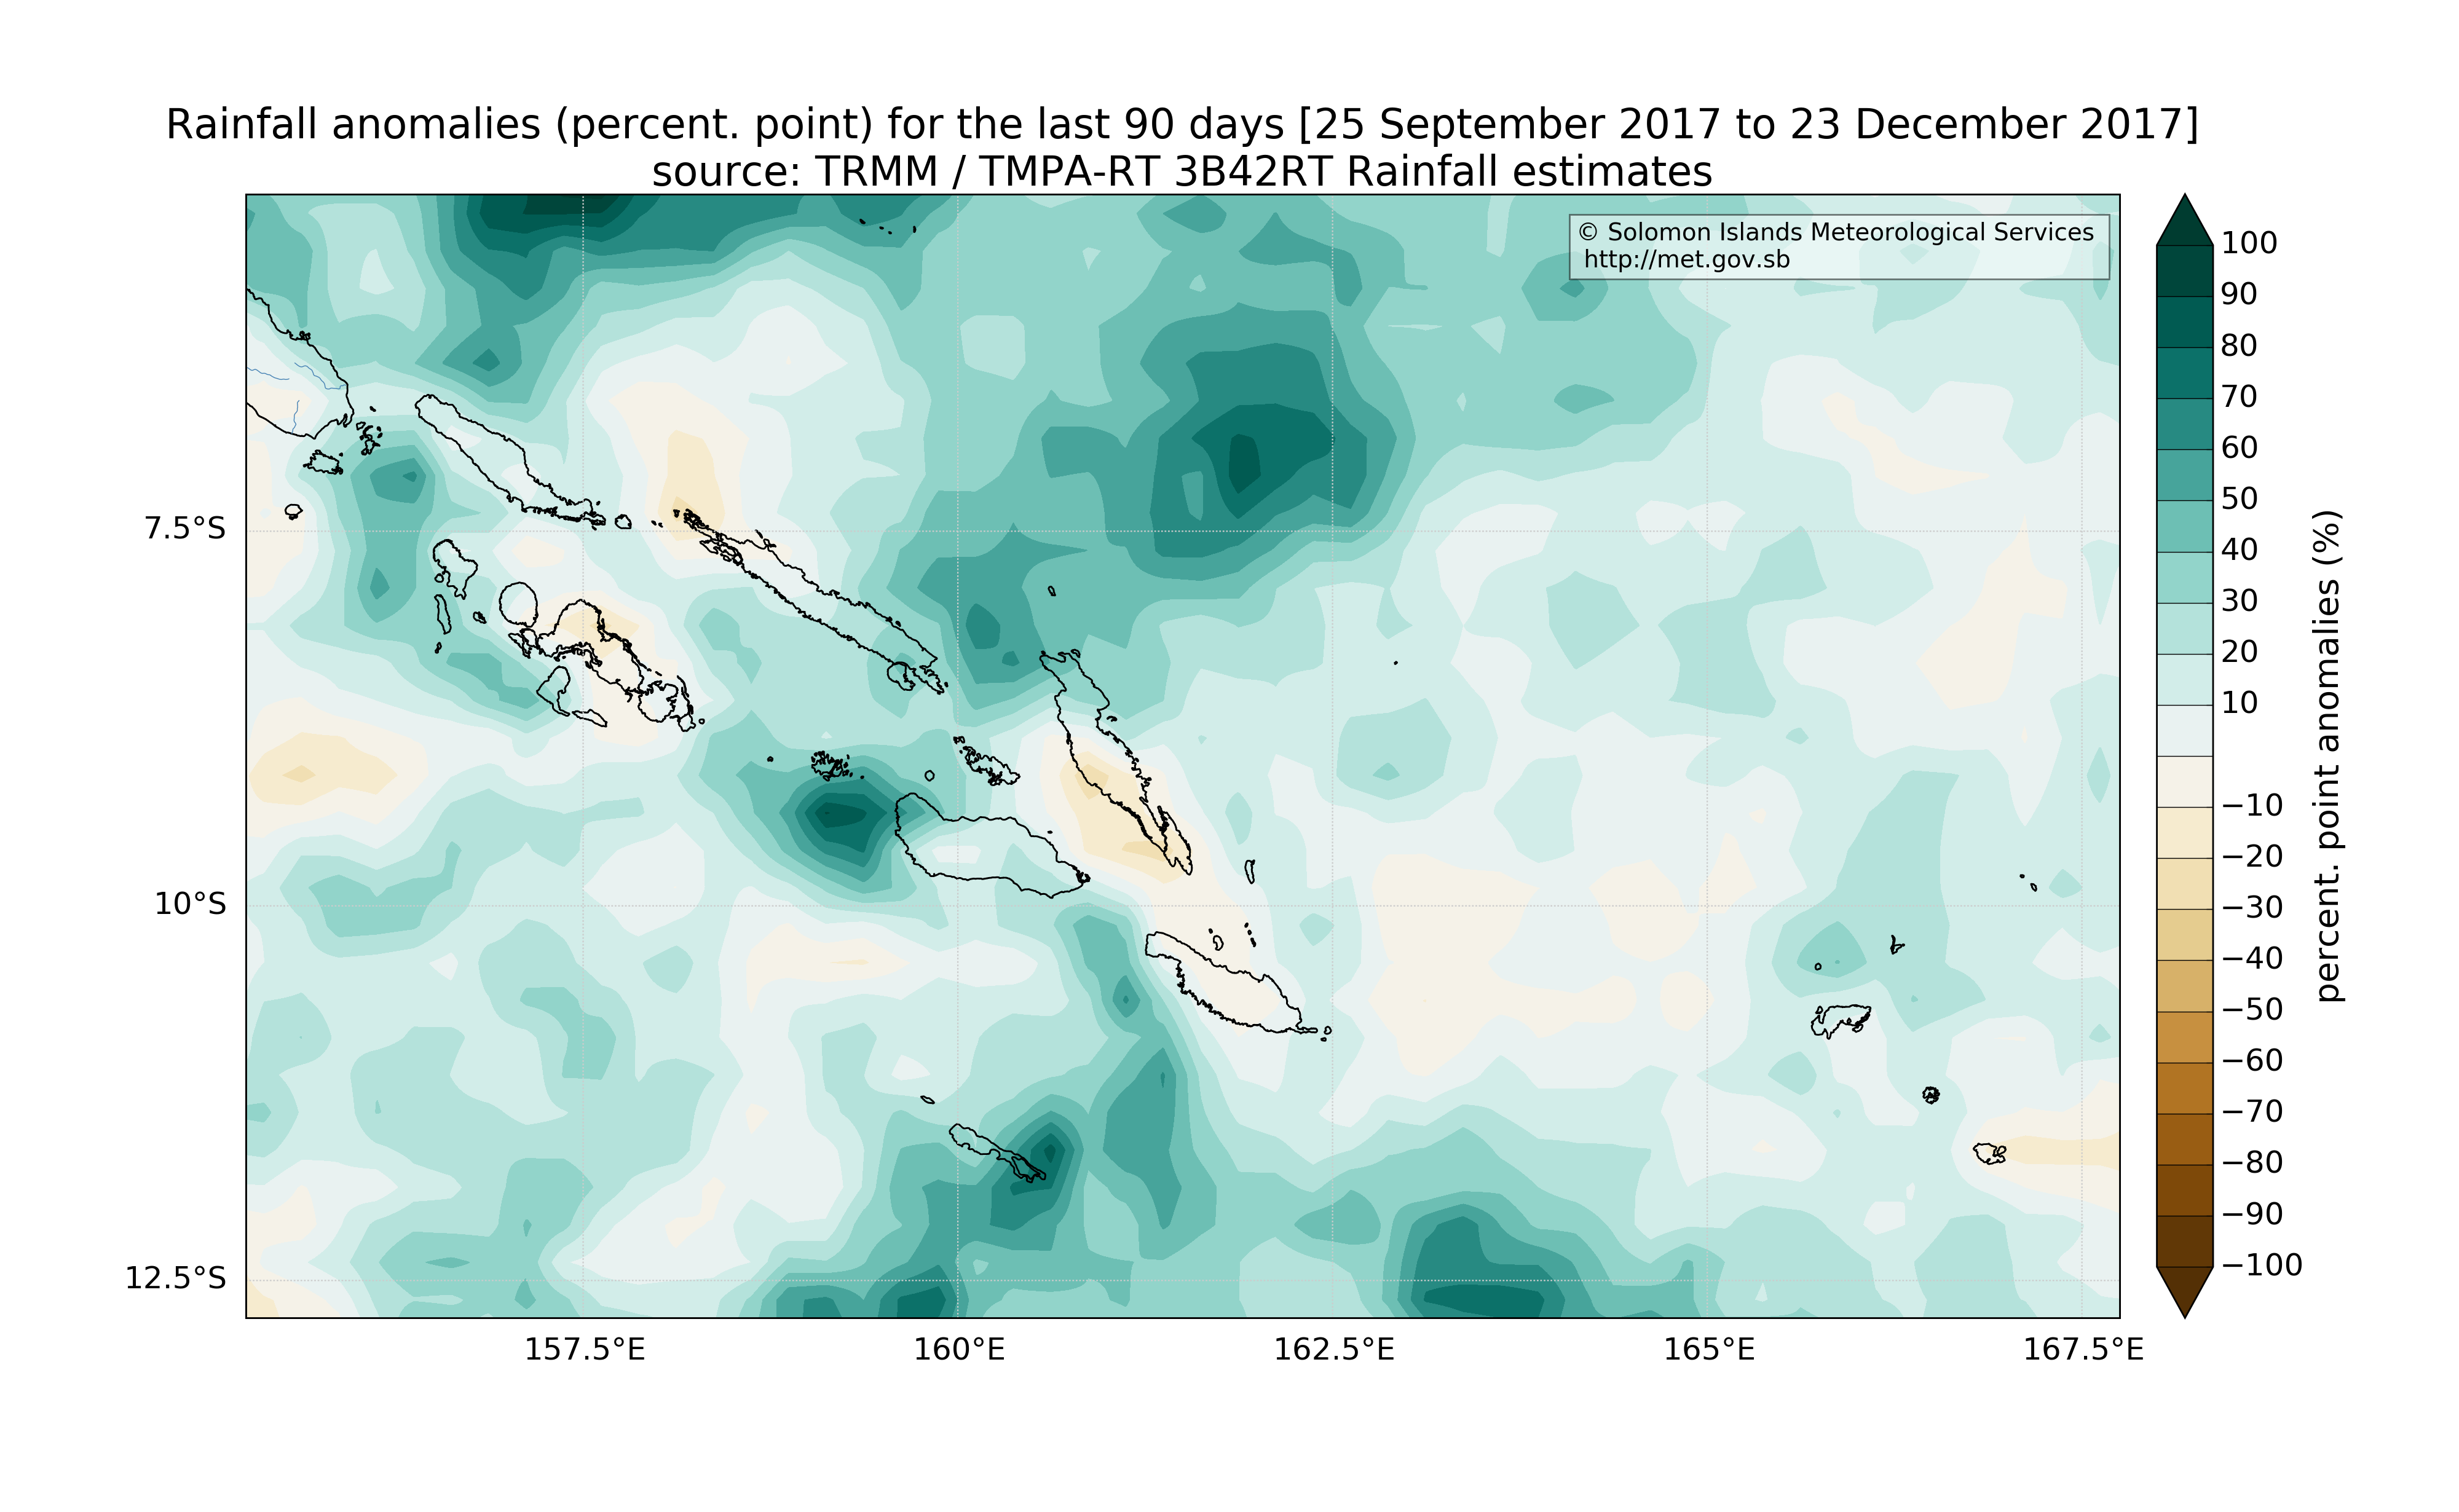 Rainfall anomalies (percent. point) for the last 90 days [25 September 2017 to 23 December 2017]
source: TRMM / TMPA-RT 3B42RT Rainfall estimates
© Solomon Islands Meteorological Services
http://met.gov.sb
7.5°S
10°S
12.5°S
157.5°E
160°E
162.5°E
165°E
167.5°E
100
90
80
70
60
50
40
30
20
10
−10
−20
−30
−40
−50
−60
−70
−80
−90
−100
percent. point anomalies (%)